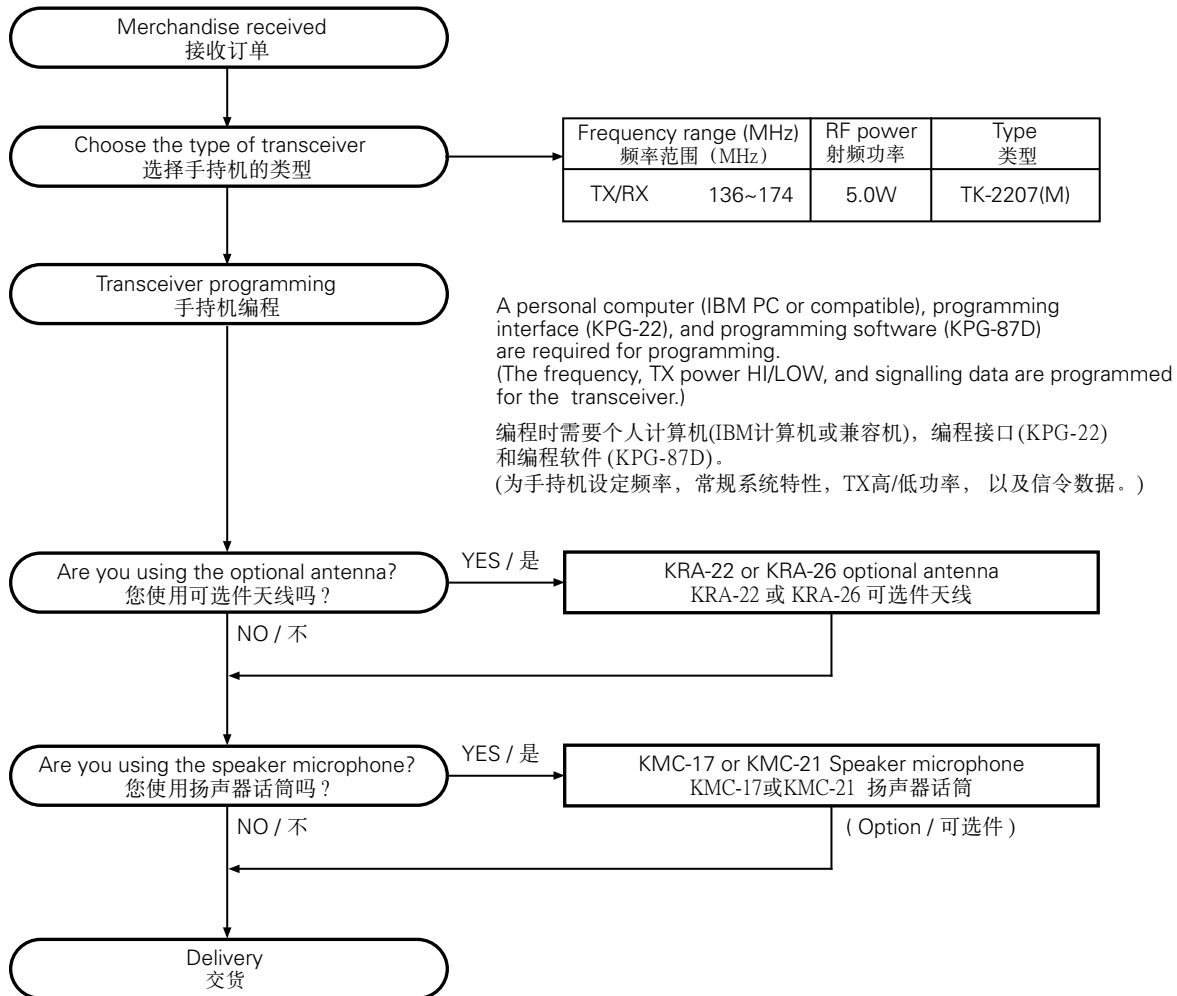 Merchandise received
接收订单
Choose the type of transceiver
选择手持机的类型
Frequency range (MHz) RF power Type
频率范围（MHz） 射频功率 类型
TX/RX 136~174 5.0W TK-2207(M)
Transceiver programming
手持机编程
A personal computer (IBM PC or compatible), programming
interface (KPG-22), and programming software (KPG-87D)
are required for programming.
(The frequency, TX power HI/LOW, and signalling data are programmed
for the transceiver.)
编程时需要个人计算机(IBM计算机或兼容机)，编程接口(KPG-22)
和编程软件(KPG-87D)。
(为手持机设定频率，常规系统特性，TX高/低功率， 以及信令数据。)
Are you using the optional antenna?
您使用可选件天线吗？
YES / 是
KRA-22 or KRA-26 optional antenna
KRA-22 或 KRA-26 可选件天线
NO / 不
Are you using the speaker microphone?
您使用扬声器话筒吗？
YES / 是
KMC-17 or KMC-21 Speaker microphone
KMC-17或KMC-21 扬声器话筒
NO / 不
( Option / 可选件 )
Delivery
交货